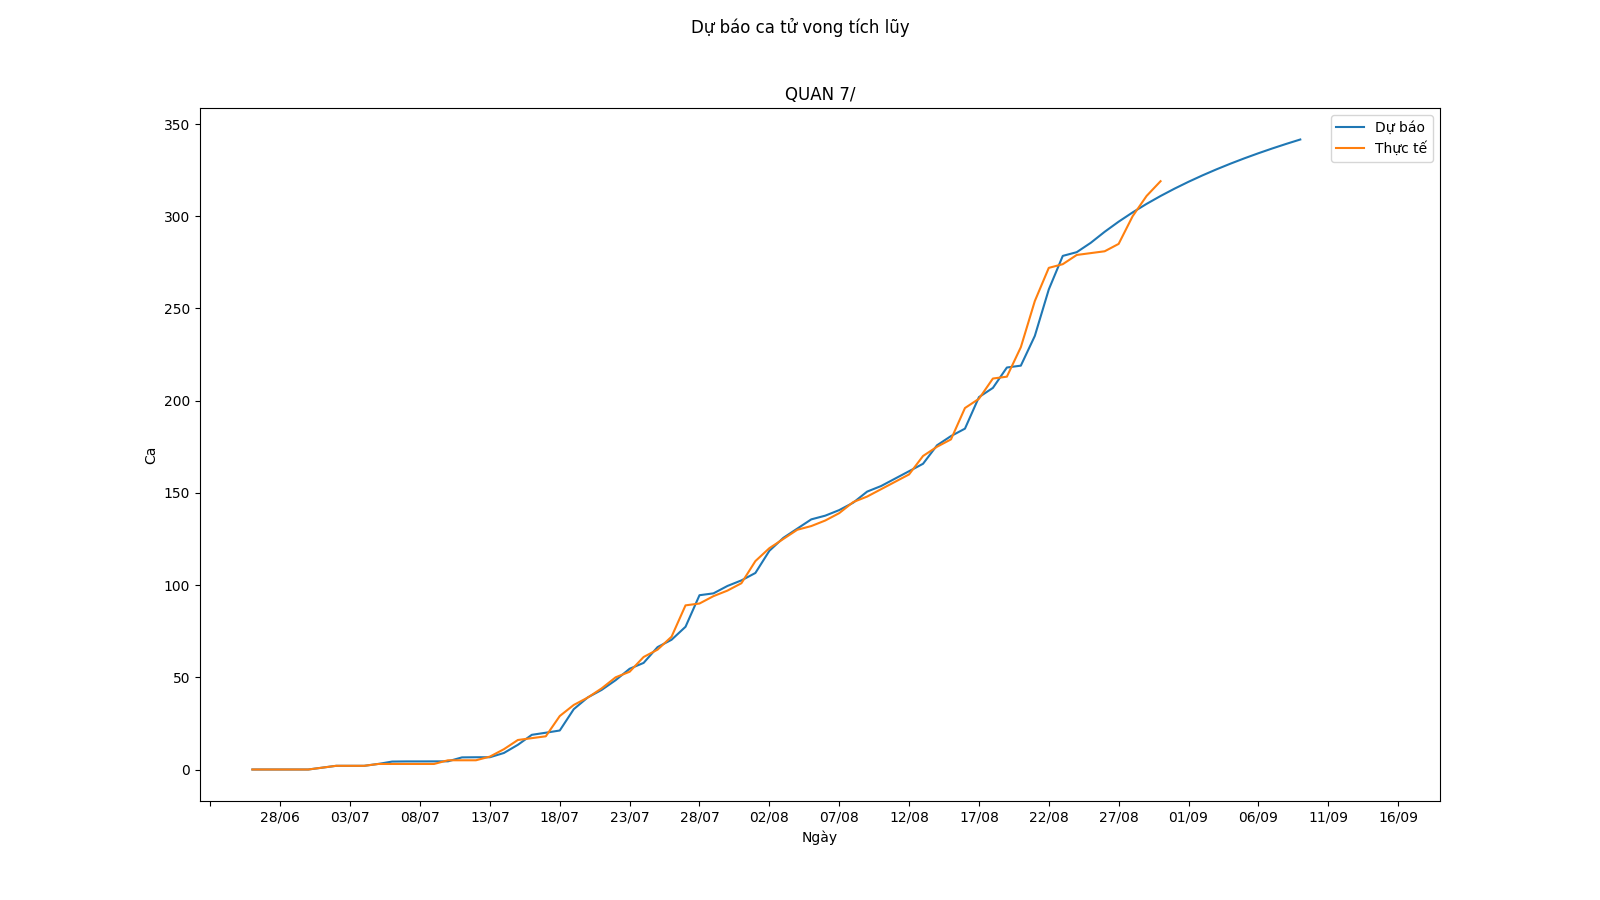 Dự báo ca tử vong tích lũy
QUAN 7/
Dự báo
Thực tế
350
300
250
200
150
100
50
0
Ca
28/06 03/07 08/07 13/07 18/07 23/07 28/07 02/08 07/08 12/08 17/08 22/08 27/08 01/09 06/09 11/09 16/09
Ngày